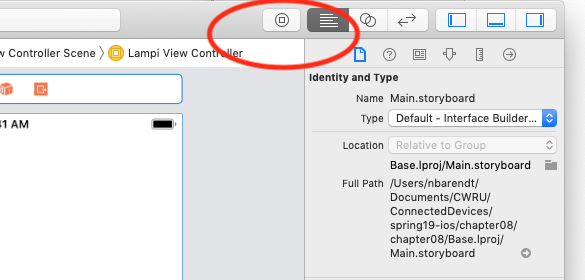 w Controller Scene 〉 Lampi View Controller
Identity and Type
Name Main.storyboard
Type Default - Interface Builder...
Location Relative to Group
Base.lproj/Main.storyboard
Full Path /Users/nbarendt/
Documents/CWRU/
ConnectedDevices/
spring19-ios/chapter08/
chapter08/Base.lproj/
Main.storyboard
41 AM